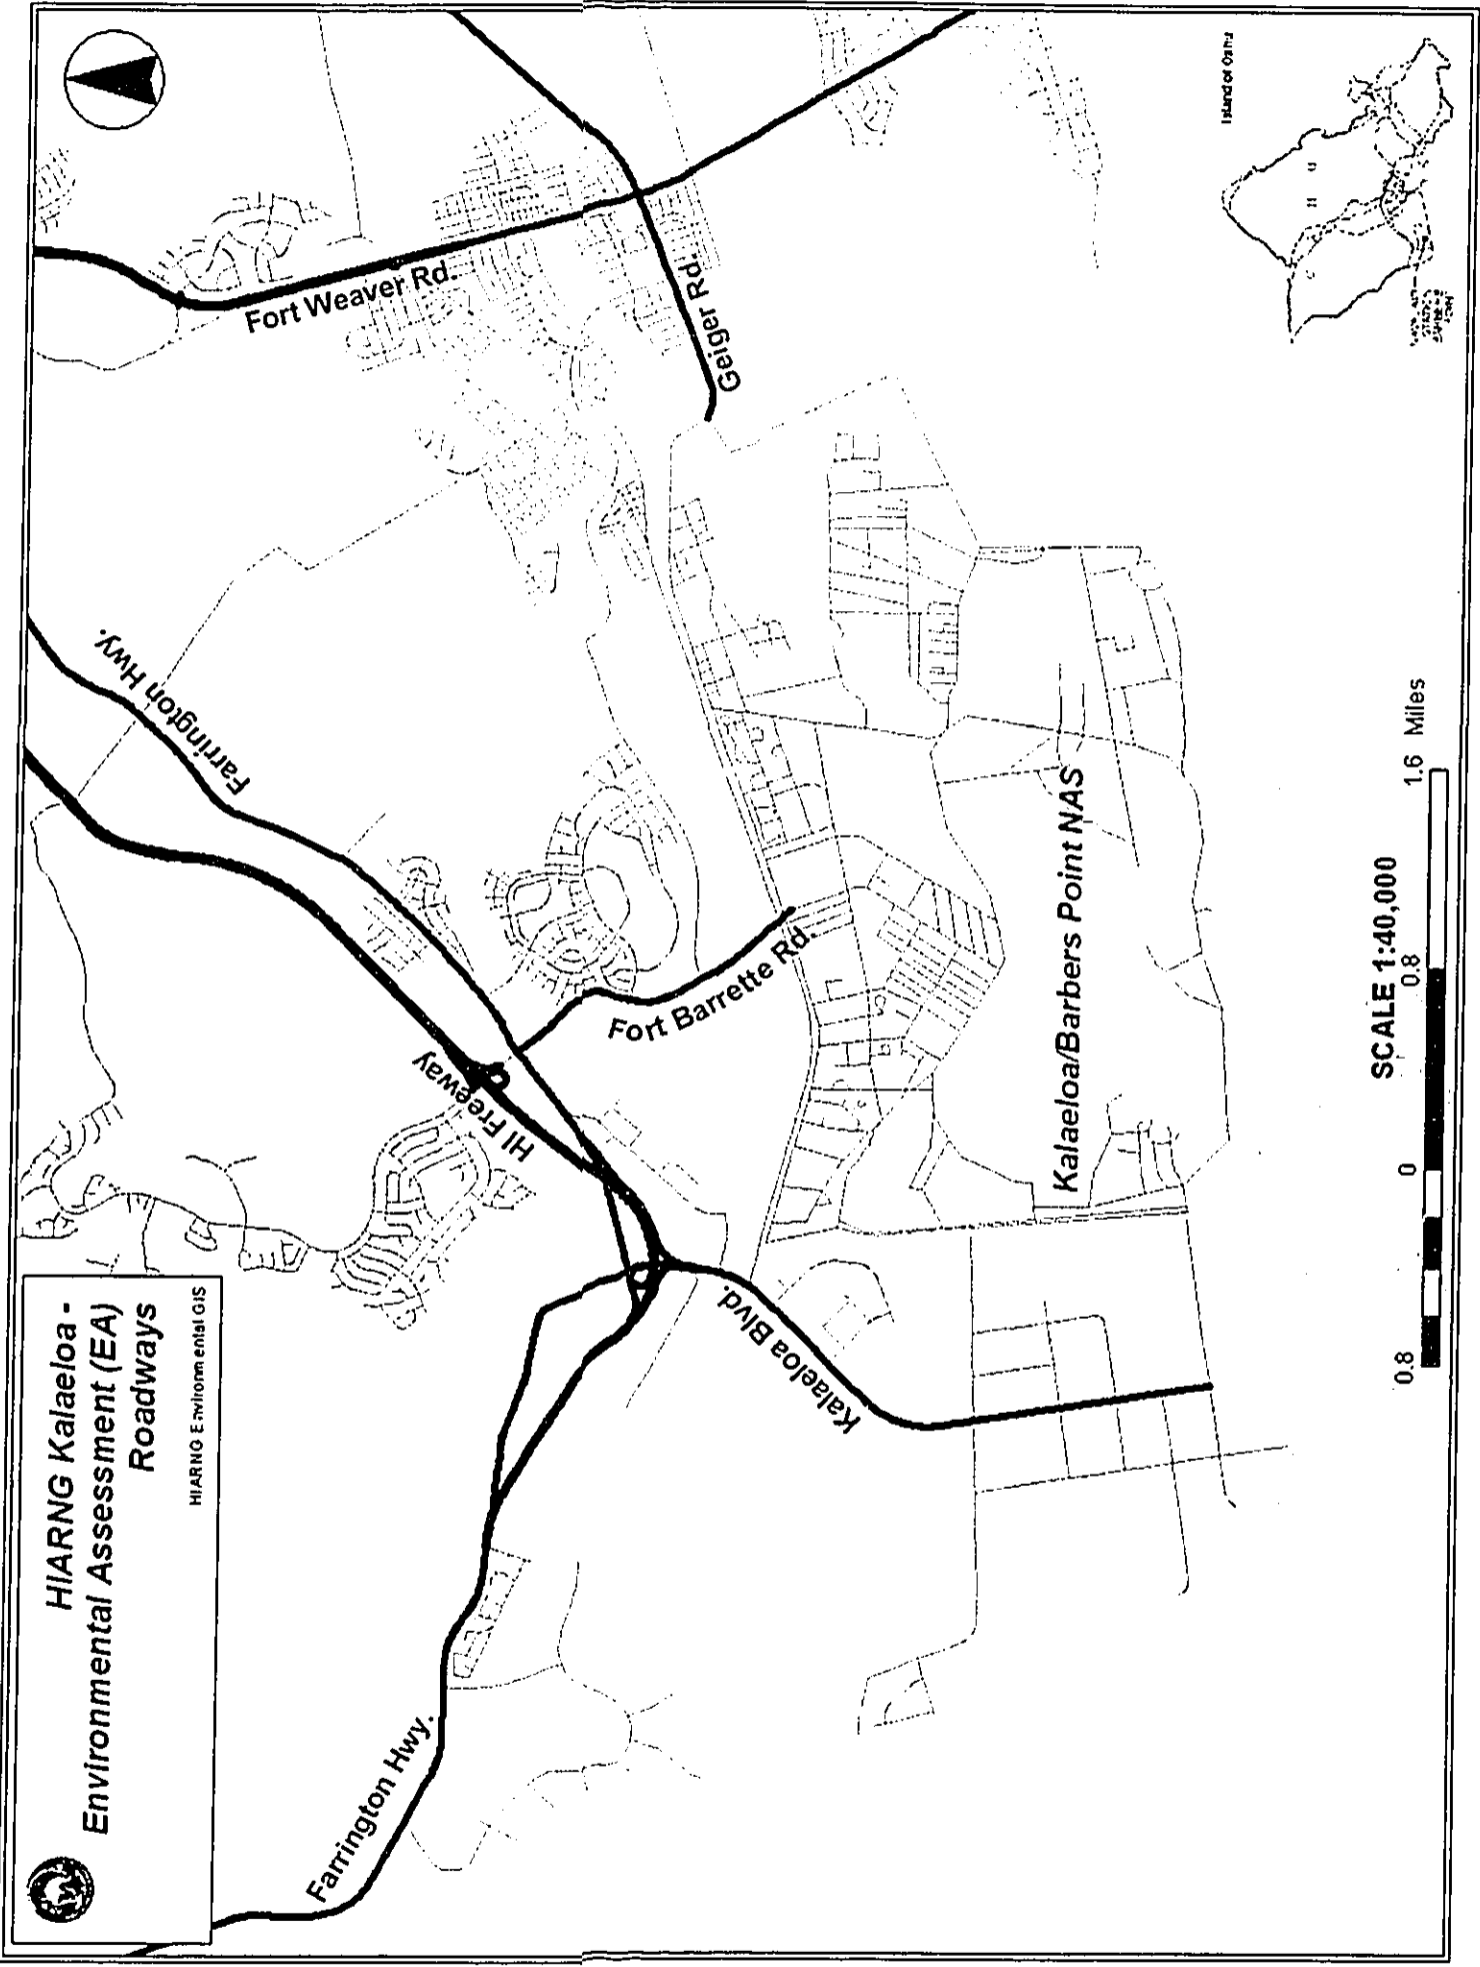 HIARNG Kalaeloa -
Environmental Assessment (EA)
Roadways
HIARNG Environmental GIS
Farrington Hwy.
HI Freeway
Farrington Hwy.
Fort Weaver Rd.
Geiger Rd.
Fort Barrette Rd.
Kalaeloa Blvd.
Kalaeloa/Barbers Point NAS
Island of Oahu
SCALE 1:40,000
0.8 0 0.8 1.6 Miles